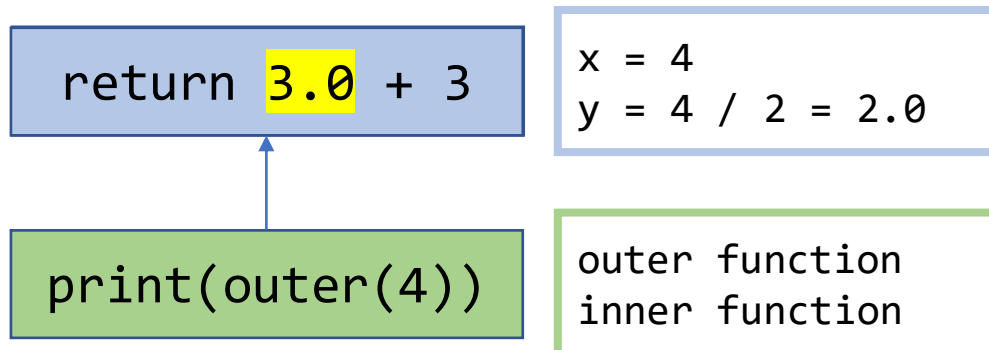 return 3.0 + 3
x = 4
y = 4 / 2 = 2.0
print(outer(4))
outer function
inner function